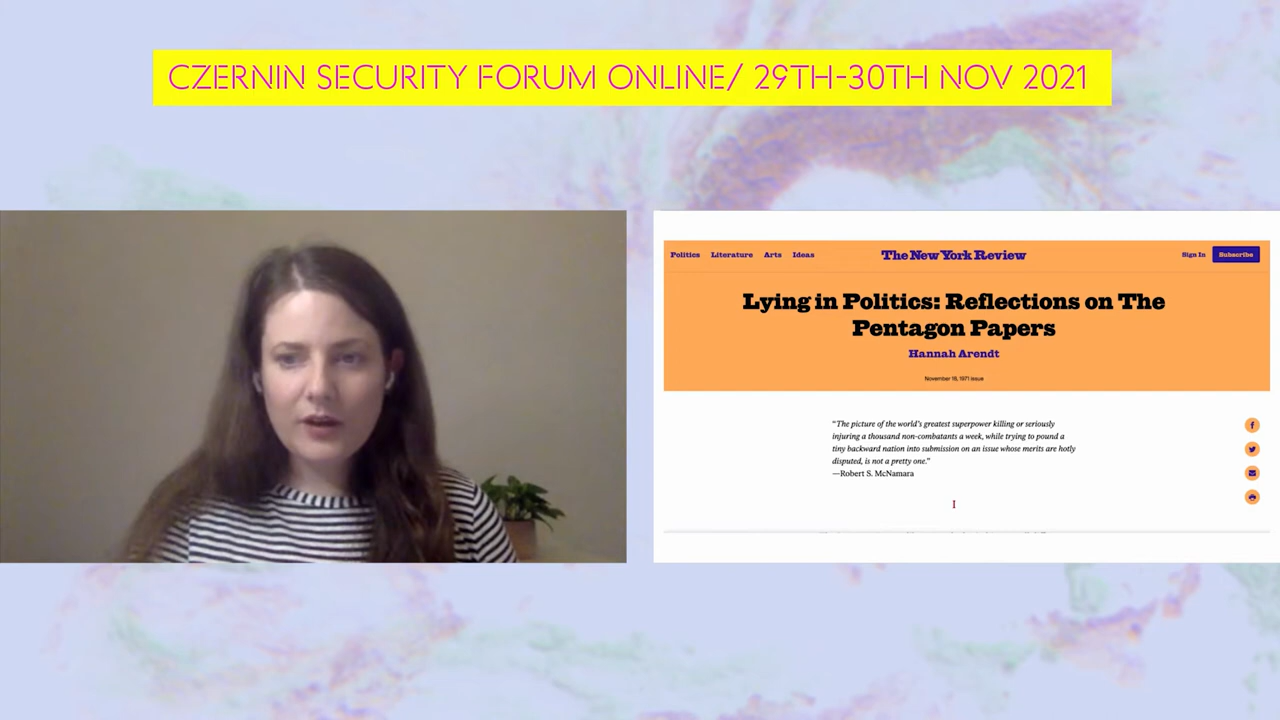 CZERNIN SECURITY FORUM ONLINE/ 29TH-30TH NOV 2021
Politics Literature Arts Ideas
The New York Review
Sign In Subscribe
Lying in Politics: Reflections on The
Pentagon Papers
Hannah Arendt
November 18, 1971 issue
“The picture of the world’s greatest superpower killing or seriously
injuring a thousand non-combatants a week, while trying to pound a
tiny backward nation into submission on an issue whose merits are hotly
disputed, is not a pretty one.”
—Robert S. McNamara